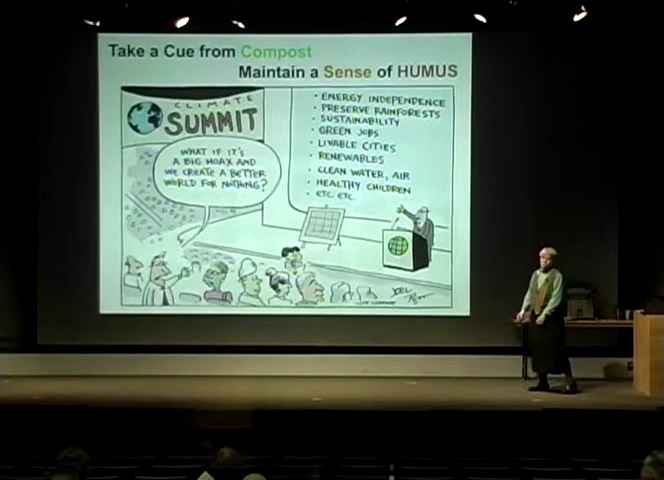 Take a Cue from Compost
Maintain a Sense of HUMUS
CLIMATE
SUMMIT
WHAT IF IT'S
A BIG HOAX AND
WE CREATE A BETTER
WORLD FOR NOTHING?
• ENERGY INDEPENDENCE
• PRESERVE RAINFORESTS
• SUSTAINABILITY
• GREEN JOBS
• LIVABLE CITIES
• RENEWABLES
• CLEAN WATER, AIR
• HEALTHY CHILDREN
• ETC. ETC.